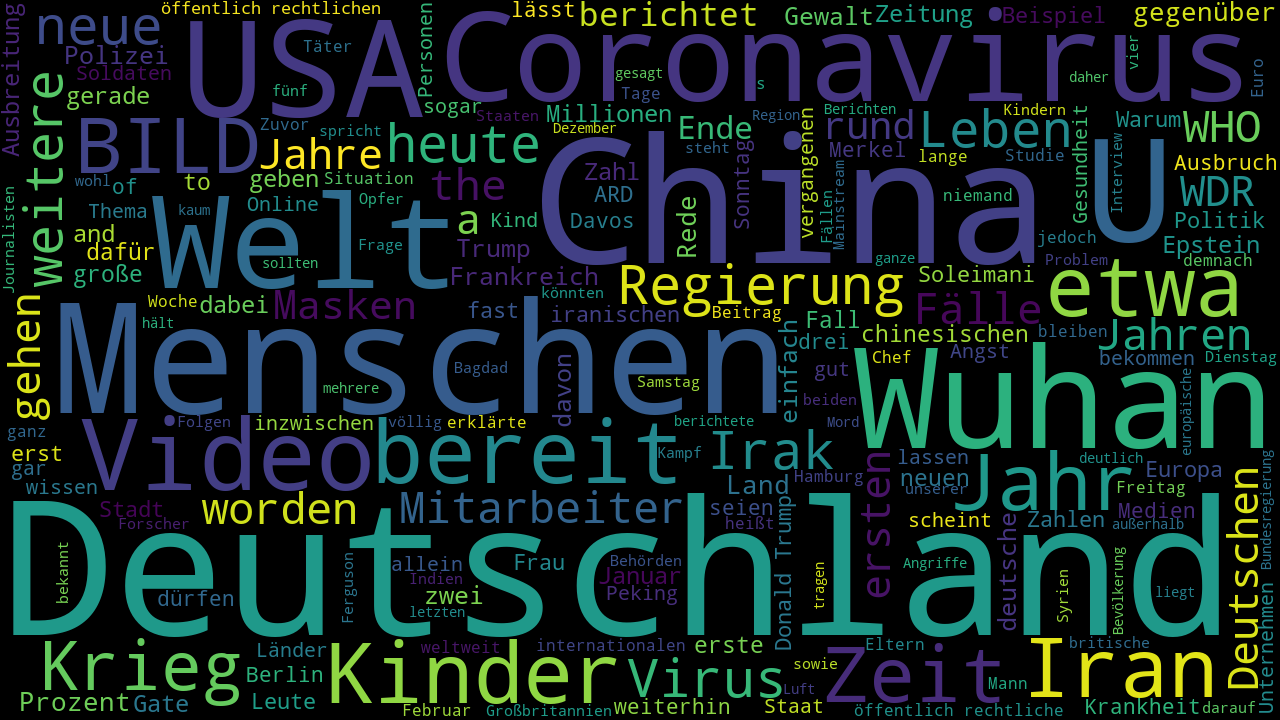 öffentlich rechtlichen
lässt
berichtet
Gewalt
Zeitung
Beispiel
gegenüber
Ausbreitung
neue
USA
Coronavirus
Personen
Täter
Polizei
Soldaten
gerade
fünf
sogar
gesagt
Tage
s
daher
vier
Euro
weitere
BILD
Zuvor
spricht
Staaten
Millionen
Dezember
Ende
Region
Berichten
Kindern
Warum
WHO
Jahre
heute
China
steht
rund
Leben
Merkel
lange
Studie
U
Interview
Ausbruch
wohl
of
to
geben
Situation
the
Zahl
Sonntag
vergangenen
Gesundheit
Journalisten
Thema
kaum
Online
Opfer
a
Kind
ARD
Davos
Rede
Fällen
Mainstream
niemand
WDR
Politik
and
dafür
große
Welt
Frage
sollten
Trump
Frankreich
ganze
jedoch
Problem
Epstein
demnach
Woche
dabei
Masken
könnten
fast
iranischen
Regierung
Beitrag
Soleimani
Fälle
etwa
gehen
hält
Menschen
Bagdad
mehrere
davon
Samstag
einfach
Fall
drei
chinesischen
bleiben
Jahren
gut
Chef
Angst
bekommen
Dienstag
beiden
Wuhan
europäische
ganz
Folgen
inzwischen
völlig
erklärte
berichtete
Mord
erst
gar
wissen
Video
bereit
Kampf
Irak
Hamburg
lassen
neuen
unserer
Jahr
deutlich
Europa
Freitag
Stadt
Forscher
worden
Mitarbeiter
Land
seien
heißt
Donald Trump
ersten
scheint
Zahlen
Medien
außerhalb
Deutschen
Bundesregierung
Deutschland
bekannt
dürfen
Ferguson
allein
Indien
letzten
zwei
Frau
Behörden
Januar
Peking
tragen
Angriffe
deutsche
Syrien
Bevölkerung
liegt
Unternehmen
Krieg
Länder
Berlin
Kinder
weltweit
internationalen
erste
Virus
sowie
Eltern
Zeit
Mann
Iran
britische
Prozent
Gate
Leute
Februar
Großbritannien
weiterhin
Luft
Staat
öffentlich rechtliche
Krankheit
darauf